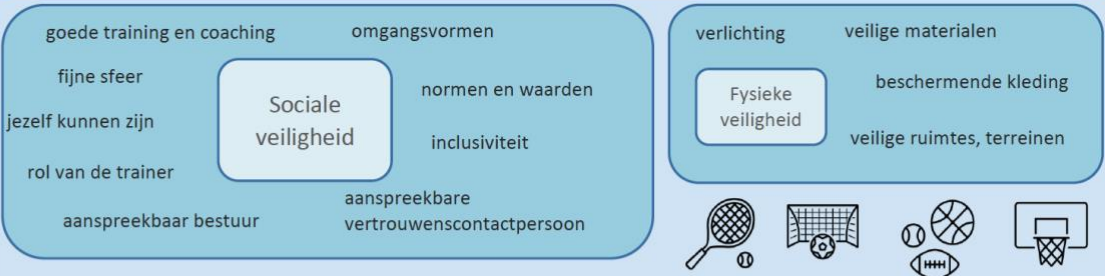 goede training en coaching
omgangsvormen
fijne sfeer
normen en waarden
Sociale
veiligheid
jezelf kunnen zijn
inclusiviteit
rol van de trainer
aanspreekbare
vertrouwenscontactpersoon
aanspreekbaar bestuur
verlichting
veilige materialen
beschermende kleding
Fysieke
veiligheid
veilige ruimtes, terreinen